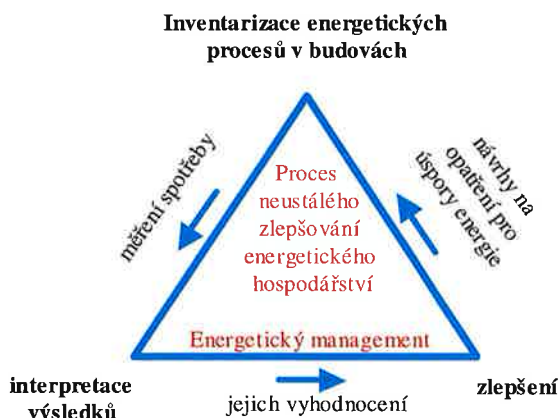 Inventarizace energetických
procesů v budovách
měření spotřeby
návrhy na
opatření pro
úspory energie
Proces
neustálého
zlepšování
energetického
hospodářství
Energetický management
interpretace
výsledků
jejich vyhodnocení
zlepšení